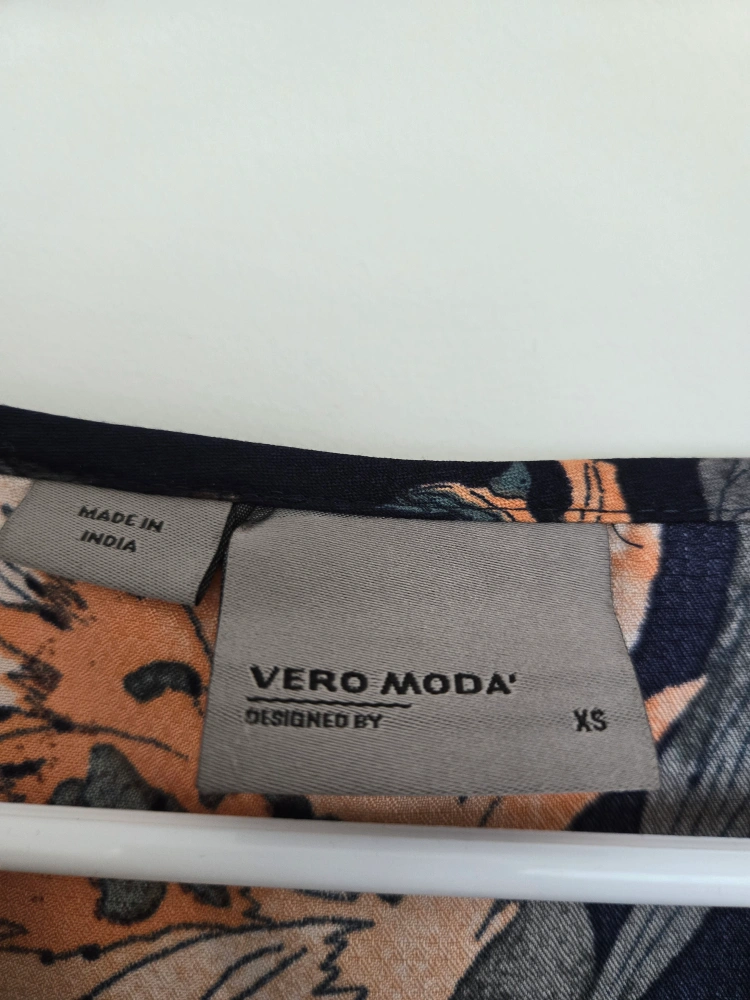 MADE IN
INDIA
VERO MODA'
DESIGNED BY
XS